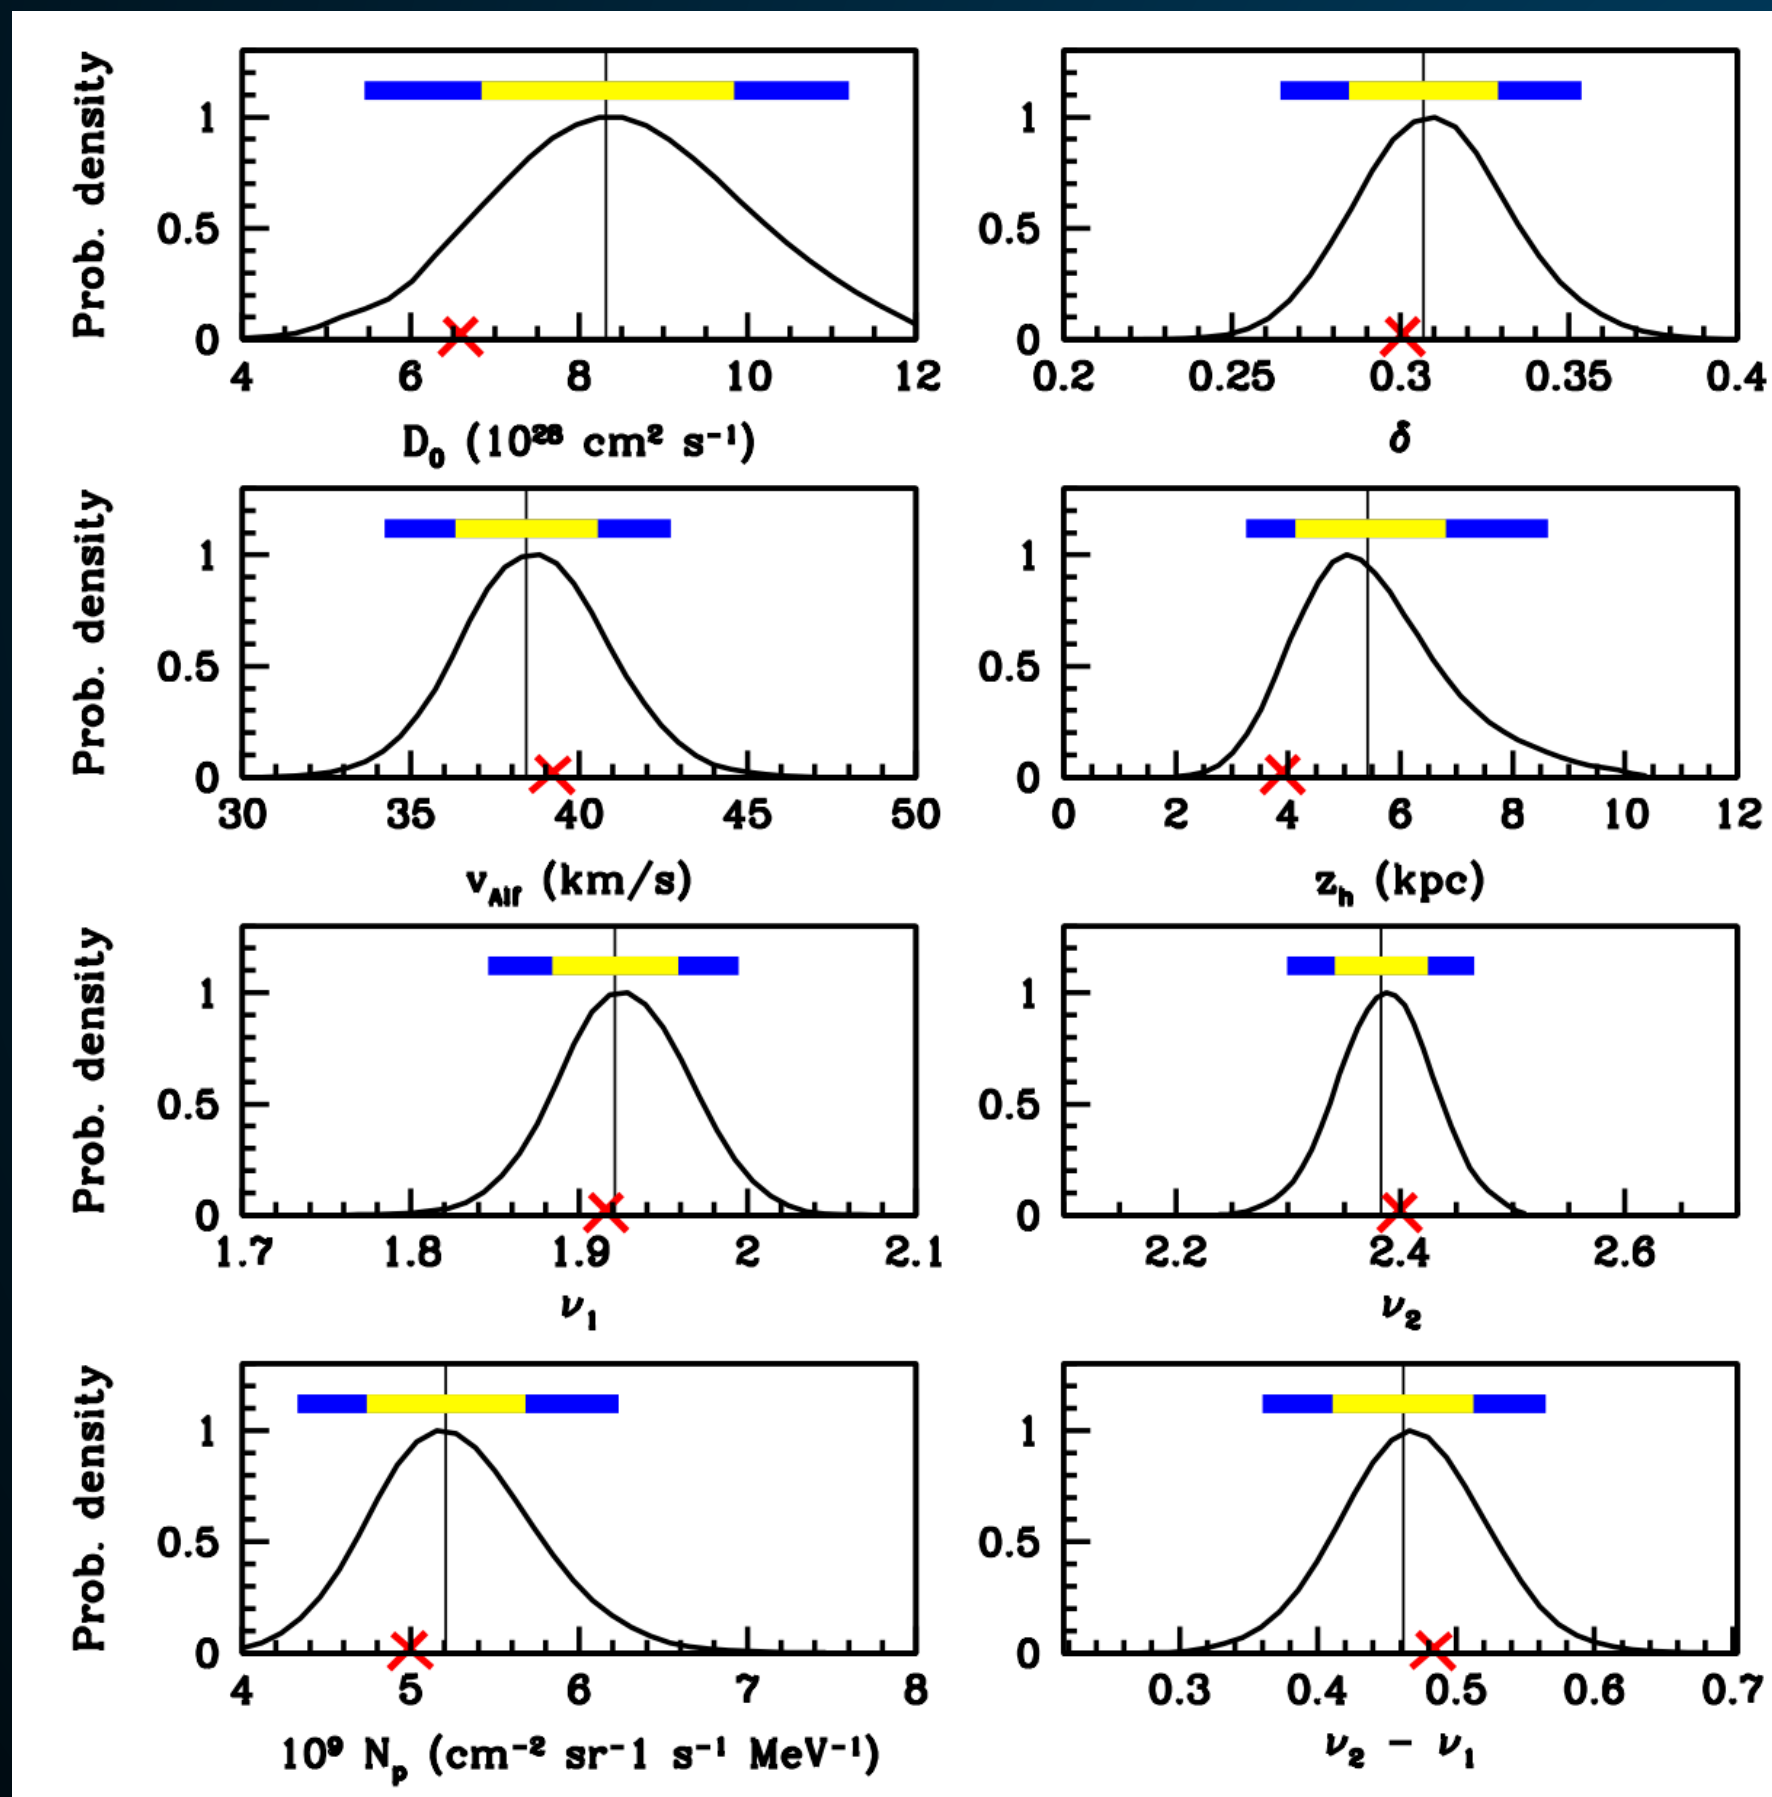 Prob. density
1
0.5
0
4 6 8 10 12
D₀ (10²⁸ cm² s⁻¹)
1
0.5
0
0.2 0.25 0.3 0.35 0.4
δ
Prob. density
1
0.5
0
30 35 40 45 50
v_Alf (km/s)
1
0.5
0
0 2 4 6 8 10 12
z_h (kpc)
Prob. density
1
0.5
0
1.7 1.8 1.9 2 2.1
ν₁
1
0.5
0
2.2 2.4 2.6
ν₂
Prob. density
1
0.5
0
4 5 6 7 8
10⁹ N_p (cm⁻² sr⁻1 s⁻¹ MeV⁻¹)
1
0.5
0
0.3 0.4 0.5 0.6 0.7
ν₂ − ν₁